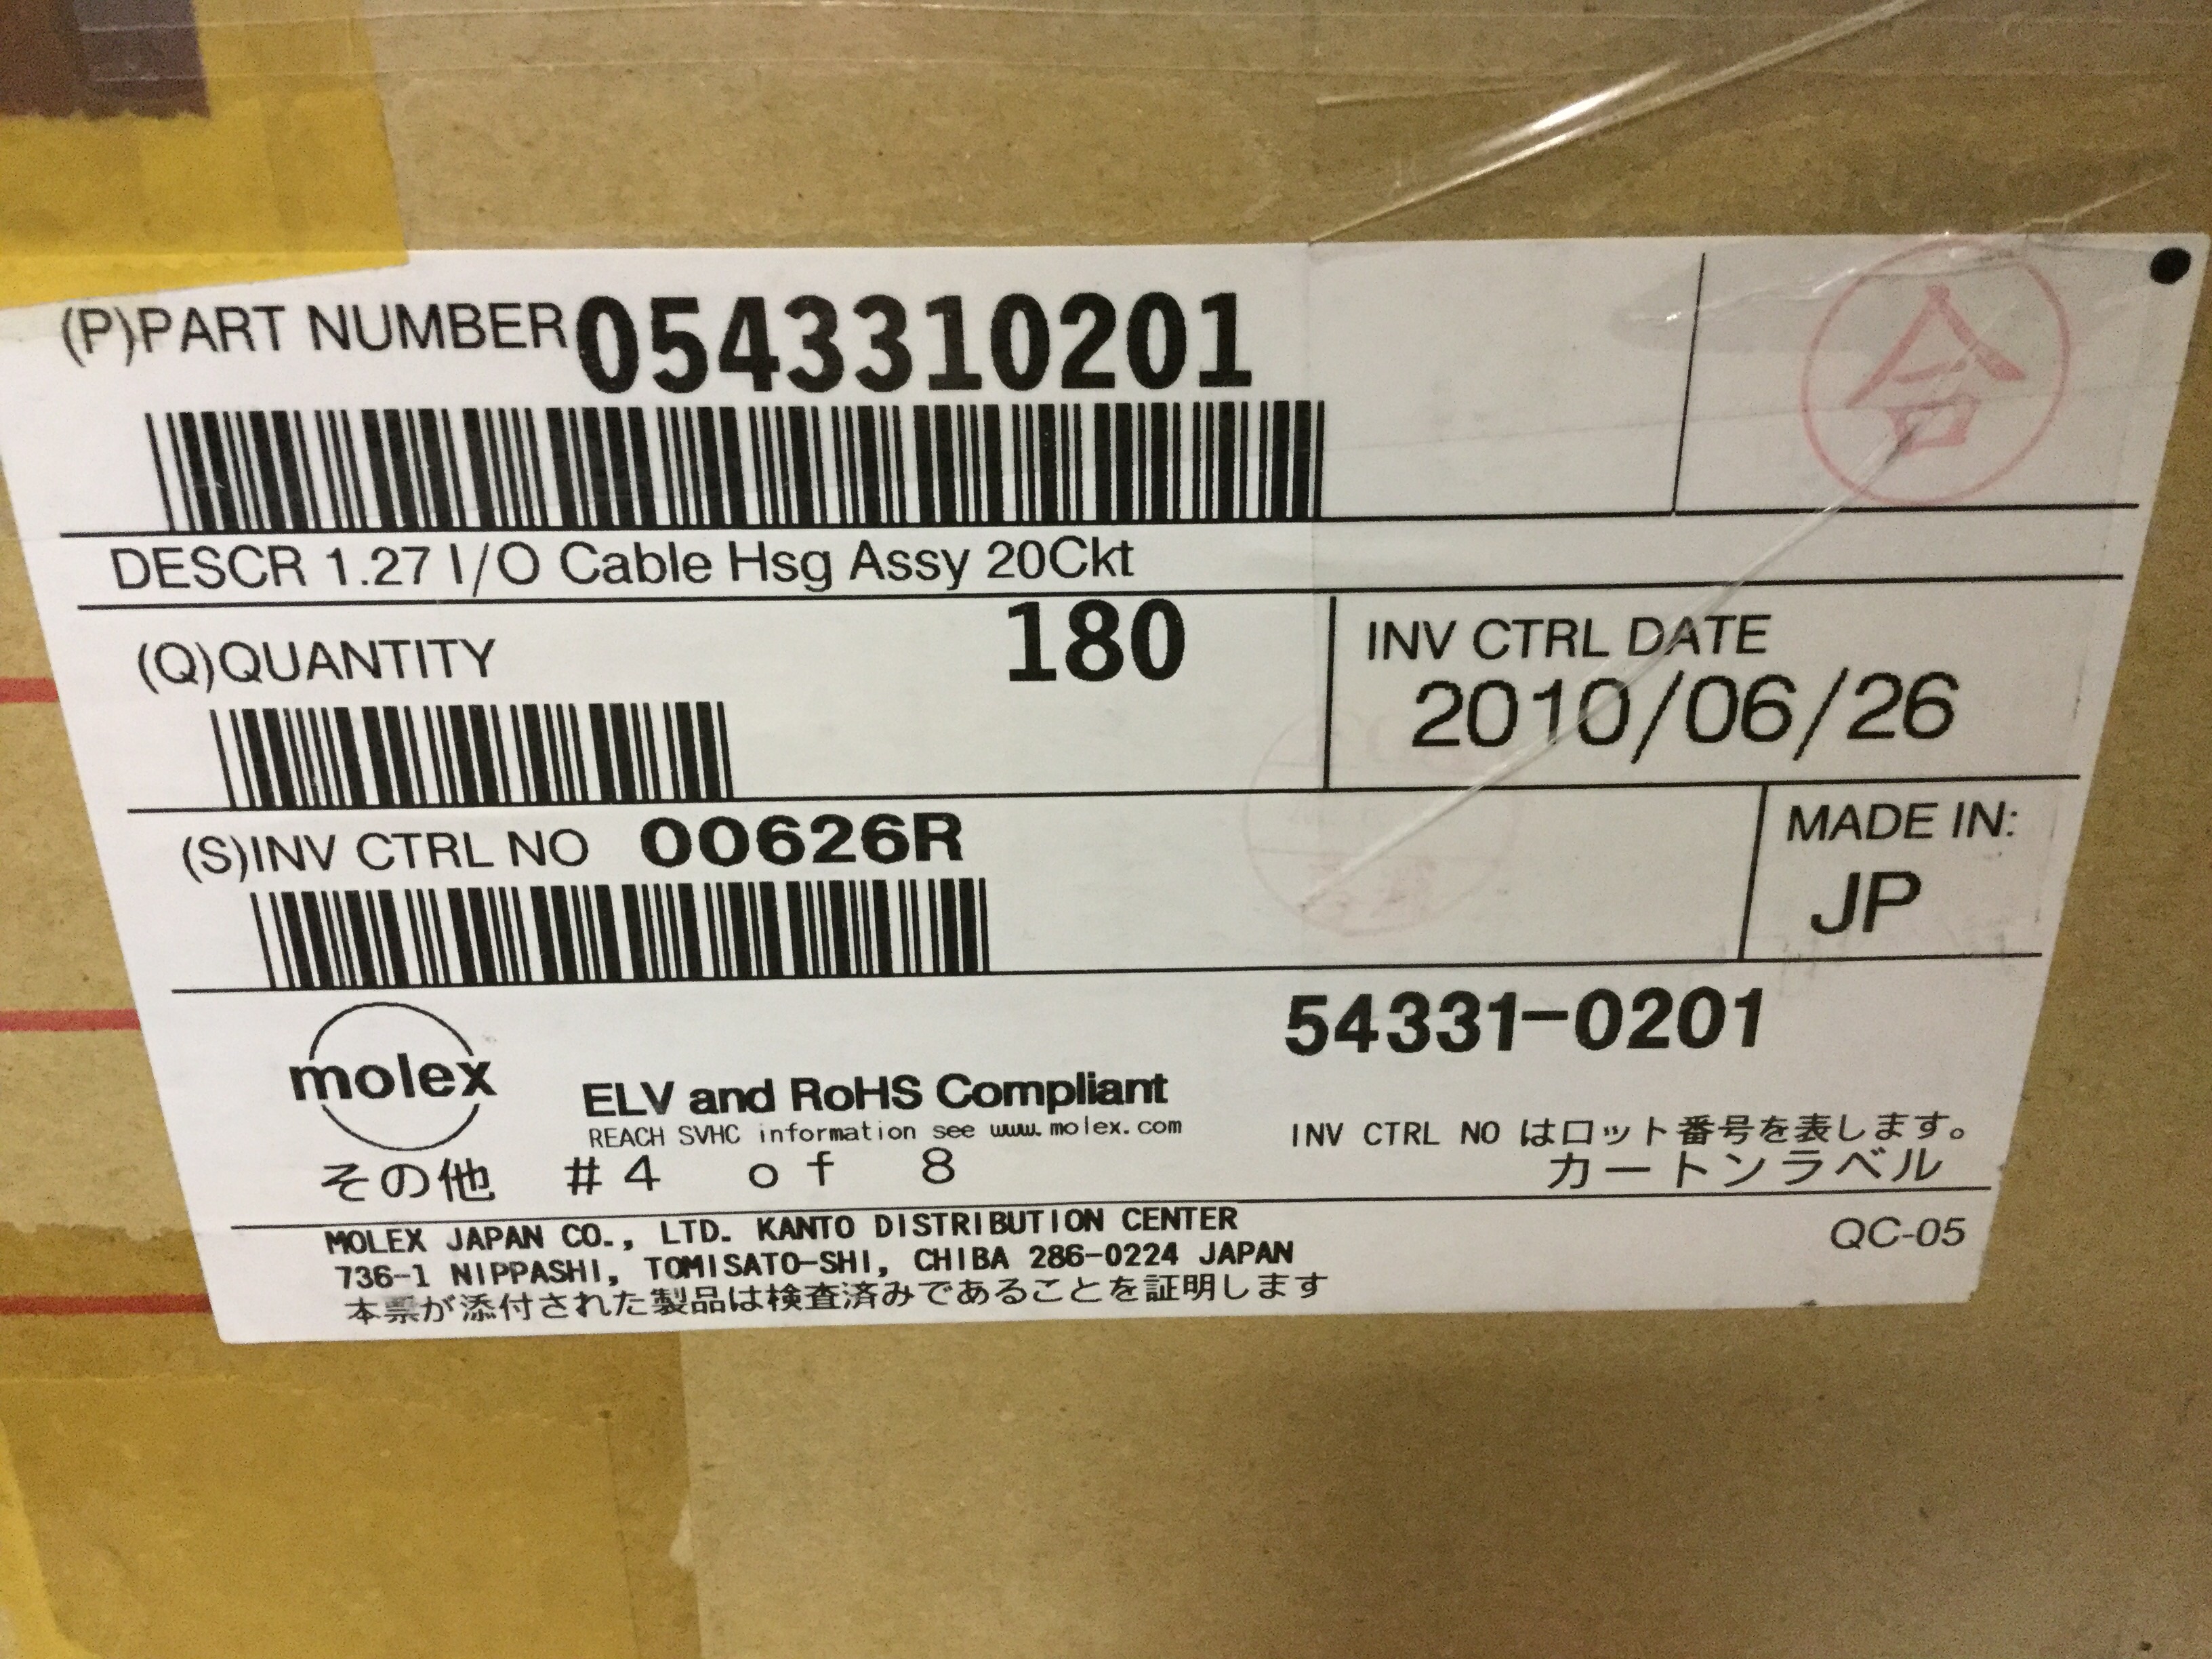 (P)PART NUMBER 0543310201
合
DESCR 1.27 I/O Cable Hsg Assy 20Ckt
(Q)QUANTITY 180
INV CTRL DATE
2010/06/26
(S)INV CTRL NO 00626R
MADE IN:
JP
molex
54331-0201
ELV and RoHS Compliant
REACH SVHC information see www.molex.com
INV CTRL NO はロット番号を表します。
その他 #4 of 8
カートンラベル
MOLEX JAPAN CO., LTD. KANTO DISTRIBUTION CENTER
QC-05
736-1 NIPPASHI, TOMISATO-SHI, CHIBA 286-0224 JAPAN
本票が添付された製品は検査済みであることを証明します